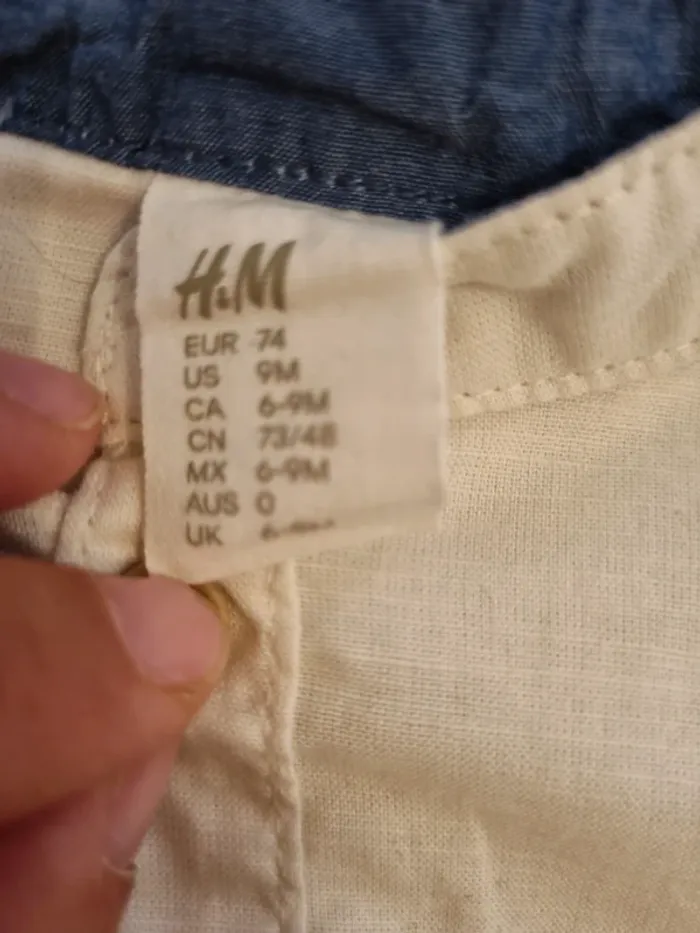 H&M
EUR 74
US 9M
CA 6-9M
CN 73/48
MX 6-9M
AUS 0
UK